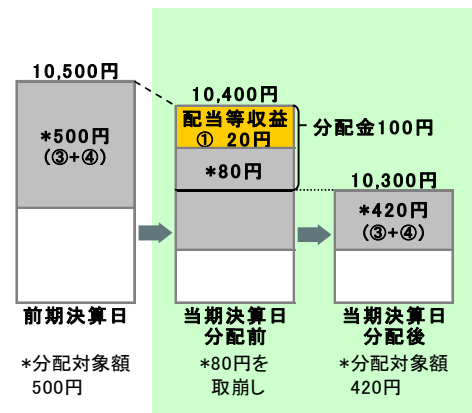 10,500円
*500円
(③+④)
前期決算日
*分配対象額
500円
10,400円
配当等収益
① 20円
*80円
分配金100円
当期決算日
分配前
*80円を
取崩し
10,300円
*420円
(③+④)
当期決算日
分配後
*分配対象額
420円